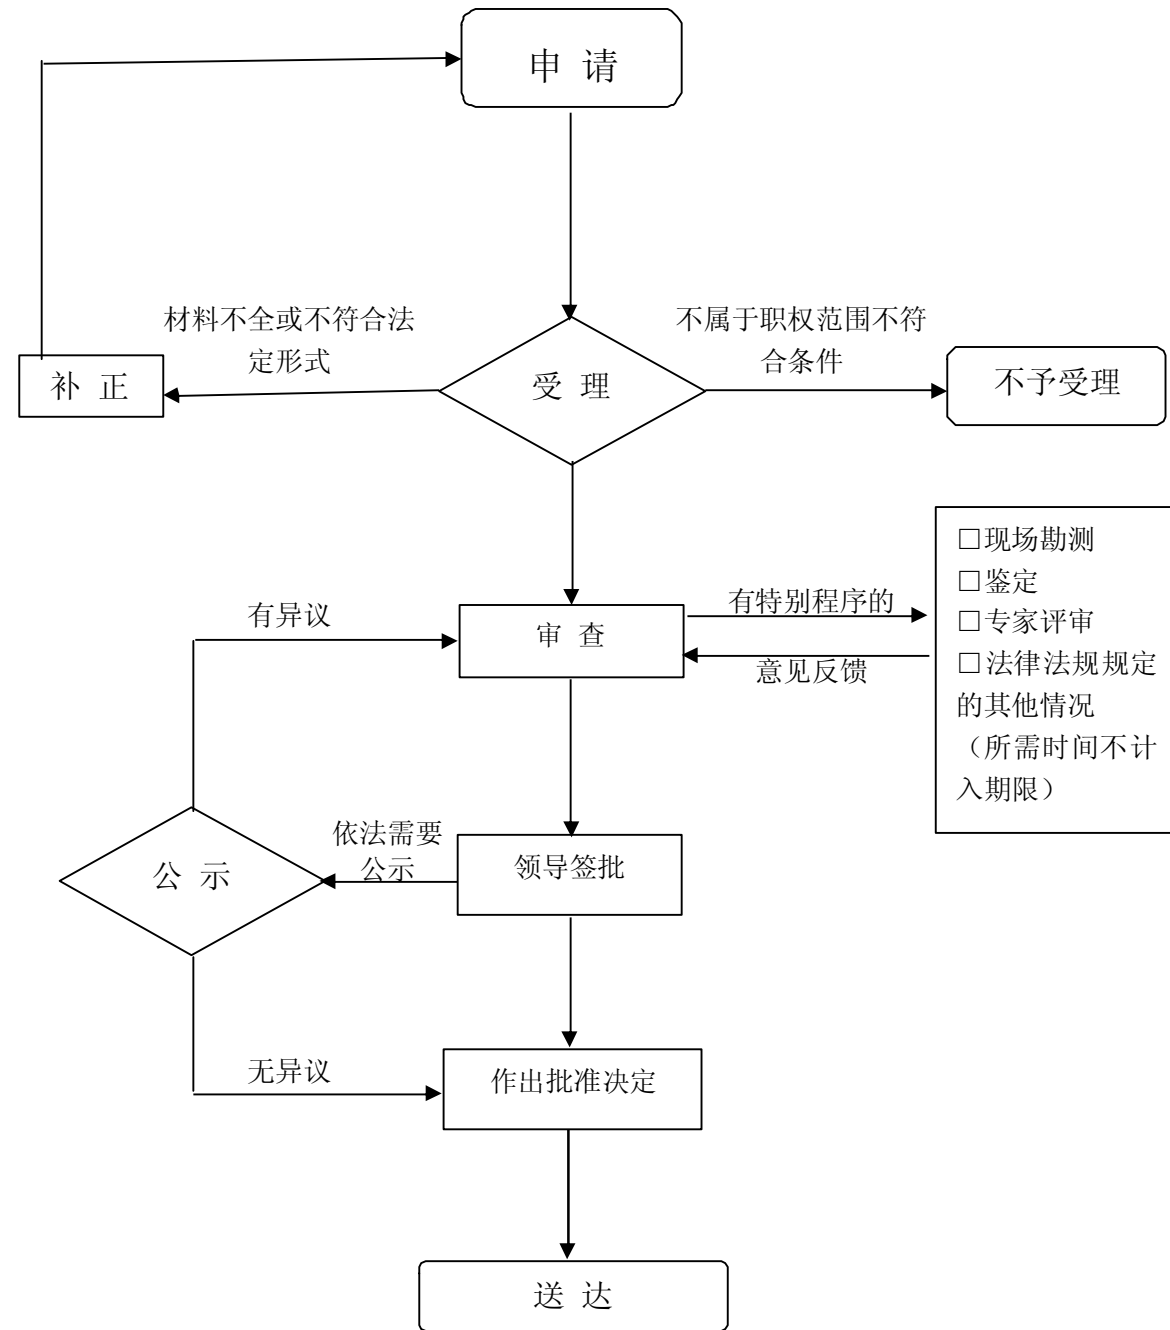 申 请
材料不全或不符合法
定形式
不属于职权范围不符
合条件
补 正
受 理
不予受理
□现场勘测
□鉴定
□专家评审
□法律法规规定
的其他情况
（所需时间不计
入期限）
有异议
审 查
有特别程序的
意见反馈
公 示
依法需要
公示
领导签批
无异议
作出批准决定
送 达